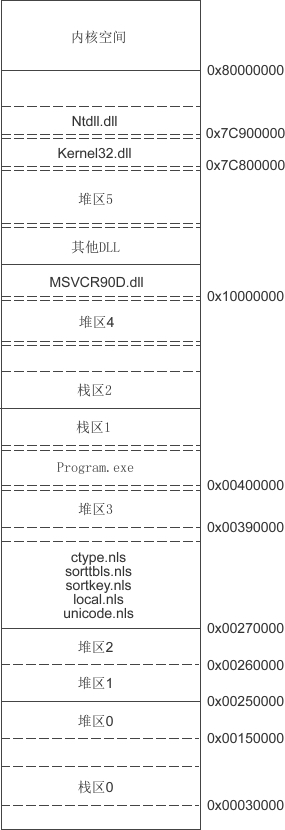 内核空间
0x80000000
Ntdll.dll
0x7C900000
Kernel32.dll
0x7C800000
堆区5
其他DLL
MSVCR90D.dll
0x10000000
堆区4
栈区2
栈区1
Program.exe
0x00400000
堆区3
0x00390000
ctype.nls
sorttbls.nls
sortkey.nls
local.nls
unicode.nls
0x00270000
堆区2
0x00260000
堆区1
0x00250000
堆区0
0x00150000
栈区0
0x00030000